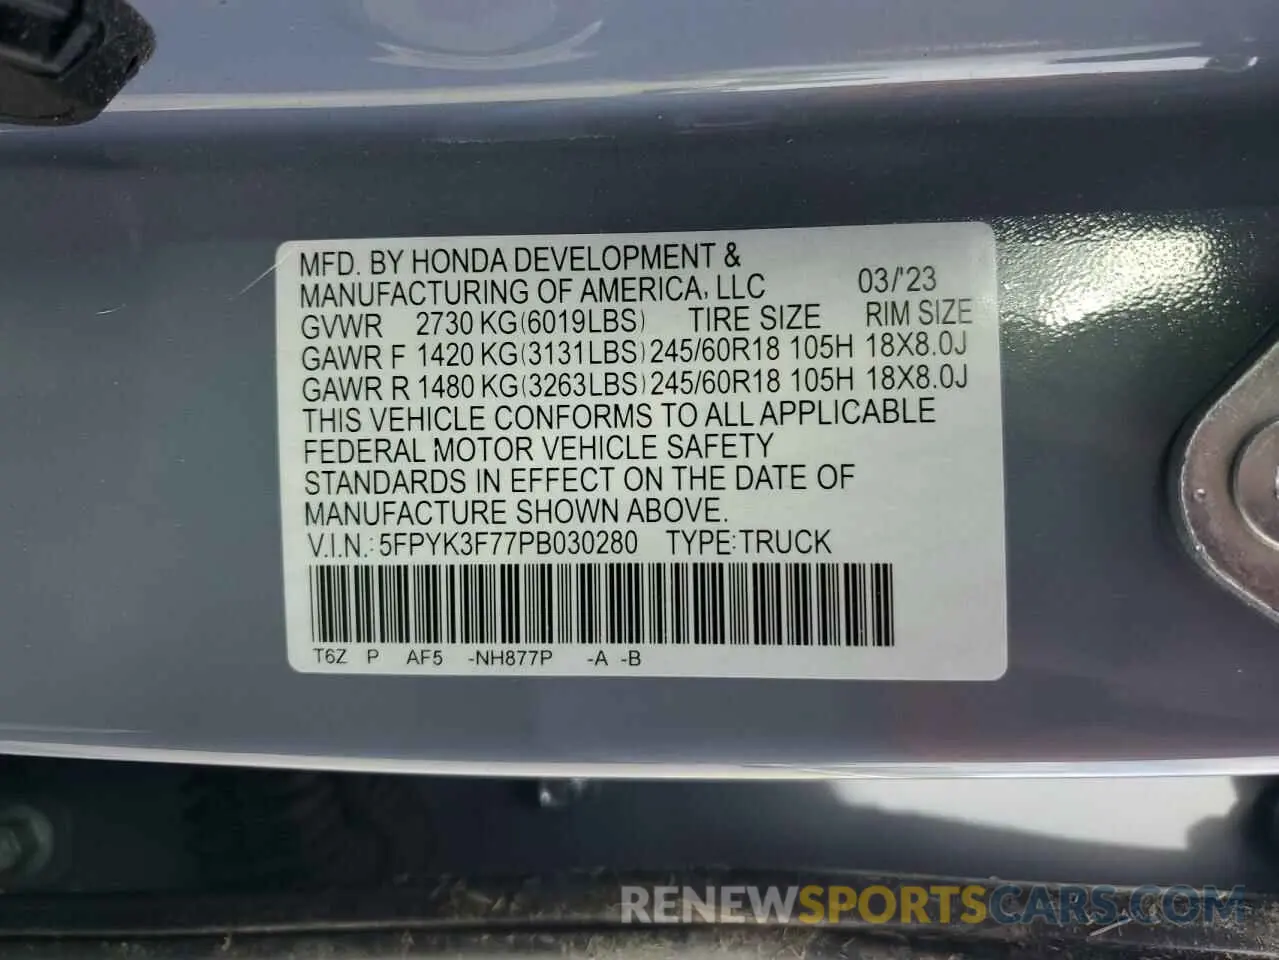 MFD. BY HONDA DEVELOPMENT &
MANUFACTURING OF AMERICA, LLC 03/'23
GVWR 2730 KG(6019LBS) TIRE SIZE RIM SIZE
GAWR F 1420 KG(3131LBS)245/60R18 105H 18X8.0J
GAWR R 1480 KG(3263LBS)245/60R18 105H 18X8.0J
THIS VEHICLE CONFORMS TO ALL APPLICABLE
FEDERAL MOTOR VEHICLE SAFETY
STANDARDS IN EFFECT ON THE DATE OF
MANUFACTURE SHOWN ABOVE.
V.I.N.:5FPYK3F77PB030280 TYPE:TRUCK
T6Z P AF5 -NH877P -A -B
RENEWSPORTSCARS.COM